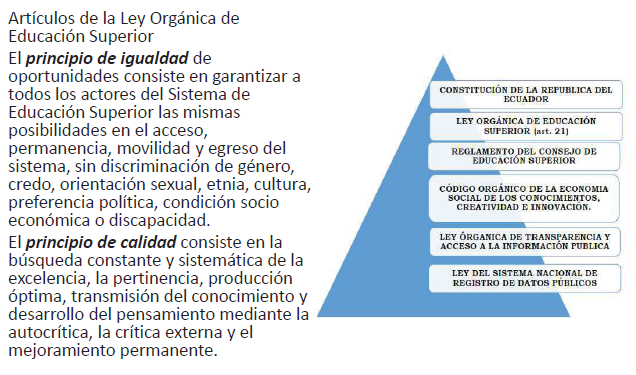 Artículos de la Ley Orgánica de
Educación Superior
El principio de igualdad de
oportunidades consiste en garantizar a
todos los actores del Sistema de
Educación Superior las mismas
posibilidades en el acceso,
permanencia, movilidad y egreso del
sistema, sin discriminación de género,
credo, orientación sexual, etnia, cultura,
preferencia política, condición socio
económica o discapacidad.
El principio de calidad consiste en la
búsqueda constante y sistemática de la
excelencia, la pertinencia, producción
óptima, transmisión del conocimiento y
desarrollo del pensamiento mediante la
autocrítica, la crítica externa y el
mejoramiento permanente.
CONSTITUCIÓN DE LA REPUBLICA DEL
ECUADOR
LEY ORGÁNICA DE EDUCACIÓN
SUPERIOR (art. 21)
REGLAMENTO DEL CONSEJO DE
EDUCACIÓN SUPERIOR
CÓDIGO ORGÁNICO DE LA ECONOMIA
SOCIAL DE LOS CONOCIMIENTOS,
CREATIVIDAD E INNOVACIÓN.
LEY ÓRGANICA DE TRANSPARENCIA Y
ACCESO A LA INFORMACIÓN PUBLICA
LEY DEL SISTEMA NACIONAL DE
REGISTRO DE DATOS PÚBLICOS